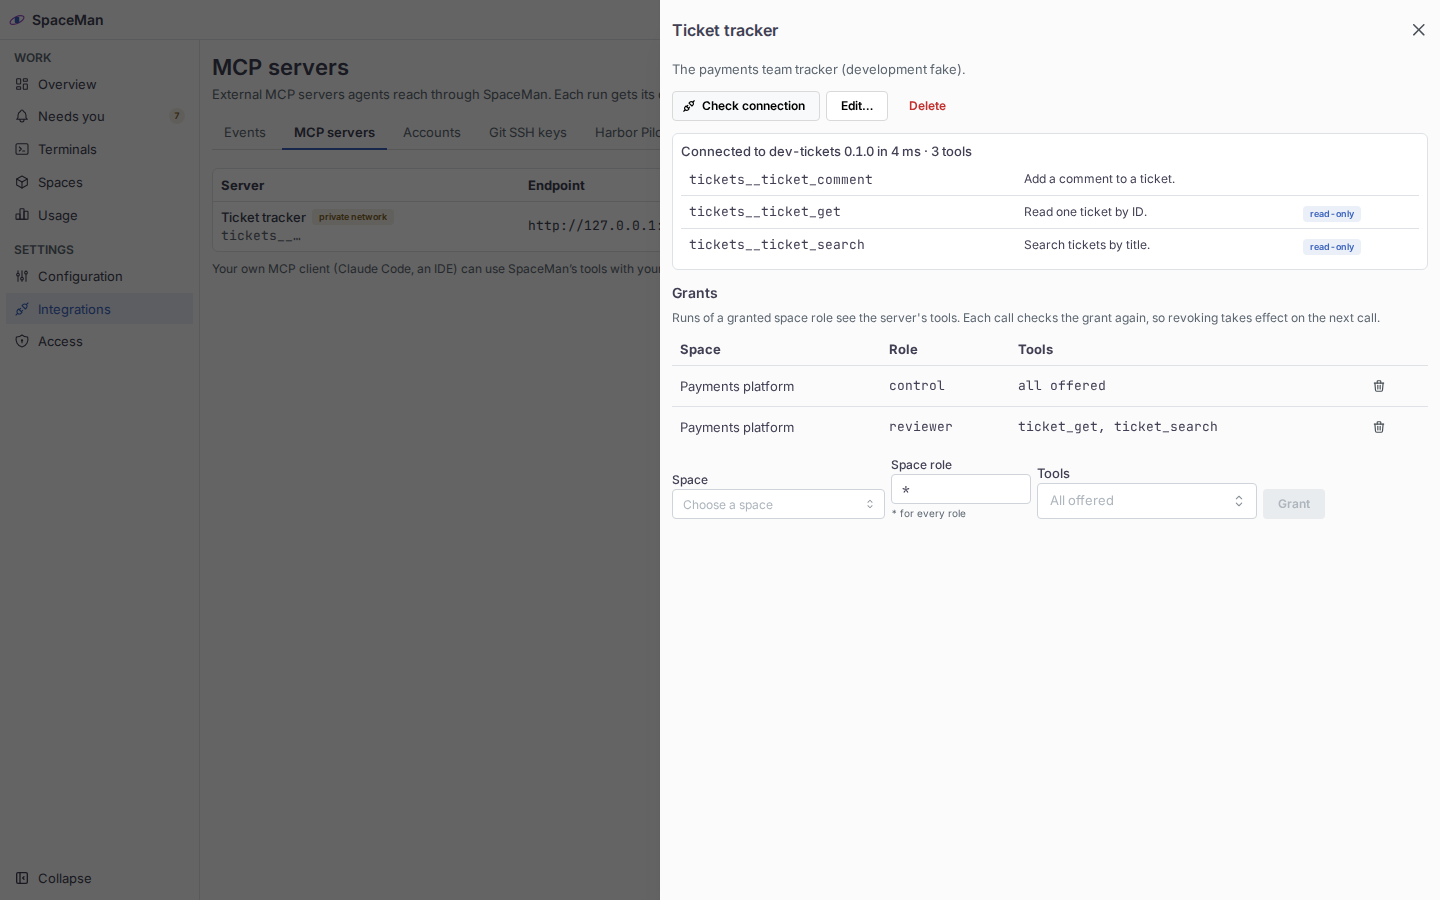 SpaceMan
WORK
Overview
Needs you 7
Terminals
Spaces
Usage
SETTINGS
Configuration
Integrations
Access
Collapse
MCP servers
External MCP servers agents reach through SpaceMan. Each run gets its
Events MCP servers Accounts Git SSH keys Harbor Pilo
Server Endpoint
Ticket tracker private network
tickets__…
http://127.0.0.1:
Your own MCP client (Claude Code, an IDE) can use SpaceMan's tools with your
Ticket tracker
The payments team tracker (development fake).
Check connection Edit... Delete
Connected to dev-tickets 0.1.0 in 4 ms · 3 tools
tickets__ticket_comment Add a comment to a ticket.
tickets__ticket_get Read one ticket by ID. read-only
tickets__ticket_search Search tickets by title. read-only
Grants
Runs of a granted space role see the server's tools. Each call checks the grant again, so revoking takes effect on the next call.
Space Role Tools
Payments platform control all offered
Payments platform reviewer ticket_get, ticket_search
Space Space role Tools
Choose a space * All offered Grant
* for every role